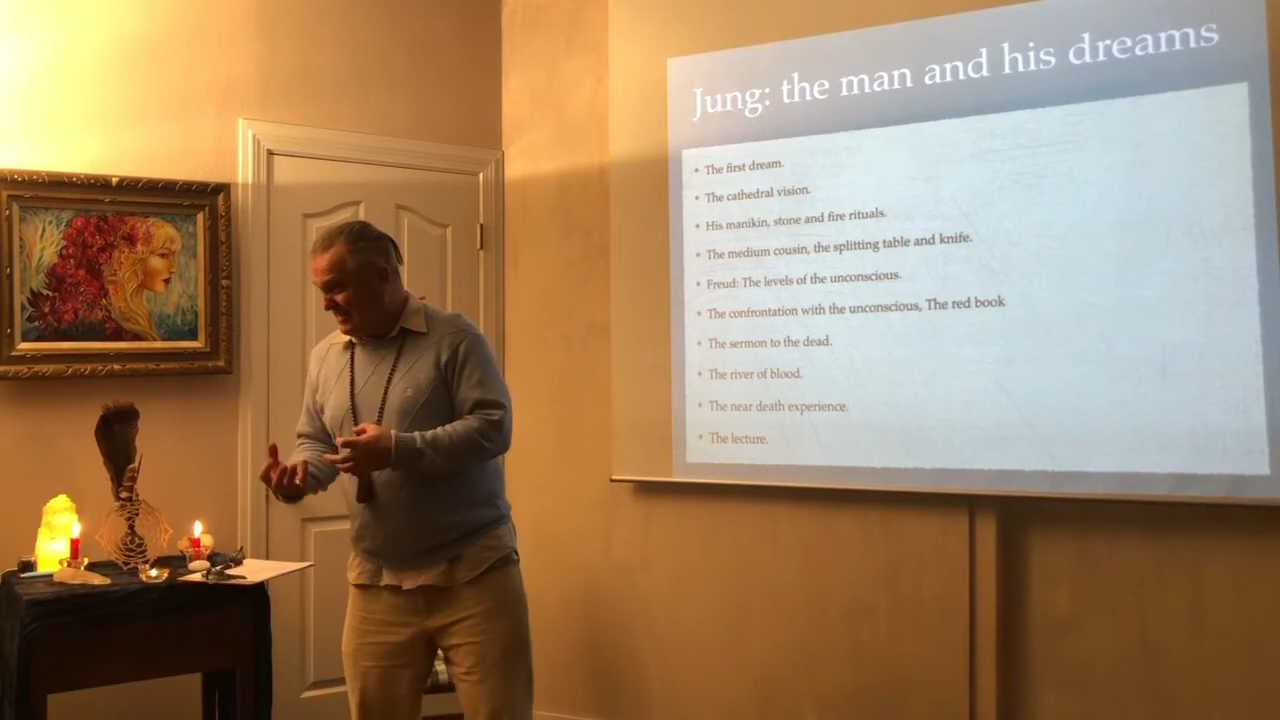 Jung: the man and his dreams
• The first dream.
• The cathedral vision.
• His manikin, stone and fire rituals.
• The medium cousin, the splitting table and knife.
• Freud: The levels of the unconscious.
• The confrontation with the unconscious, The red book
• The sermon to the dead.
• The river of blood.
• The near death experience.
• The lecture.